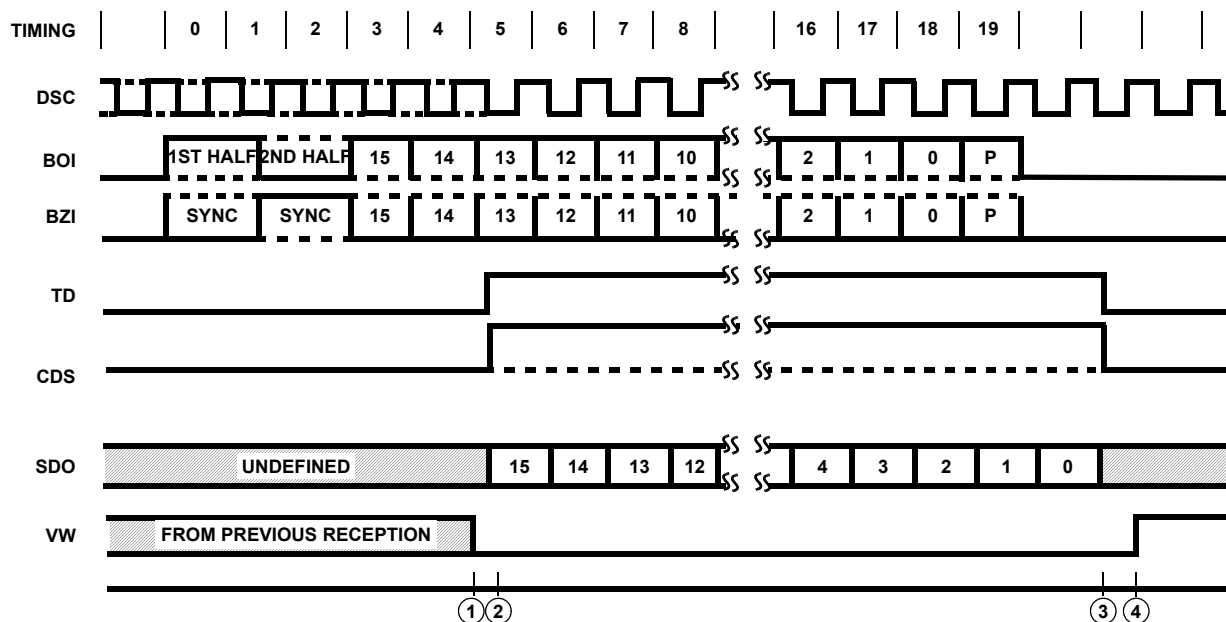 TIMING 0 1 2 3 4 5 6 7 8 16 17 18 19
DSC
BOI 1ST HALF 2ND HALF 15 14 13 12 11 10 2 1 0 P
BZI SYNC SYNC 15 14 13 12 11 10 2 1 0 P
TD
CDS
SDO UNDEFINED 15 14 13 12 4 3 2 1 0
VW FROM PREVIOUS RECEPTION
1 2 3 4